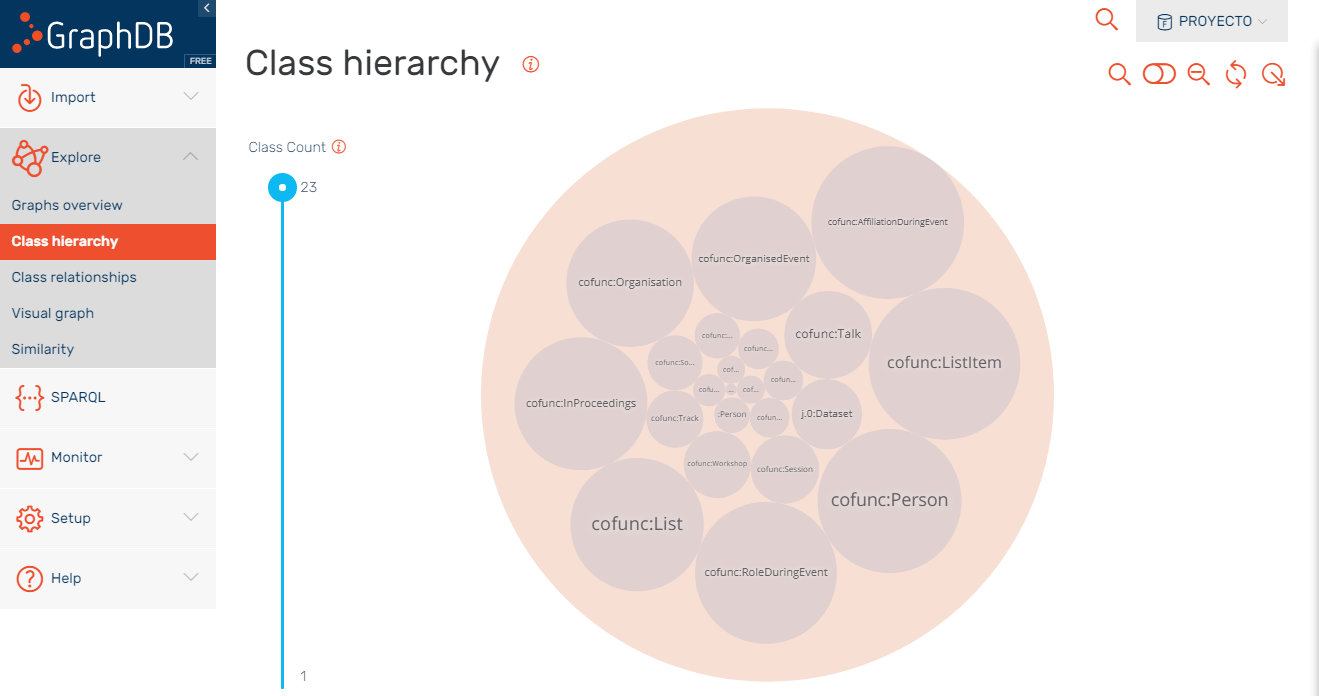 GraphDB
FREE
PROYECTO
Class hierarchy
Import
Explore
Graphs overview
Class hierarchy
Class relationships
Visual graph
Similarity
SPARQL
Monitor
Setup
Help
Class Count
23
1
cofunc:AffiliationDuringEvent
cofunc:OrganisedEvent
cofunc:Organisation
cofunc:...
cofunc:Talk
cofunc...
cofunc:So...
cofunc:ListItem
cof...
cofun...
cofu...
...
cof...
cofunc:InProceedings
:Person
j.0:Dataset
cofunc:Track
cofun...
cofunc:Workshop
cofunc:Session
cofunc:Person
cofunc:List
cofunc:RoleDuringEvent